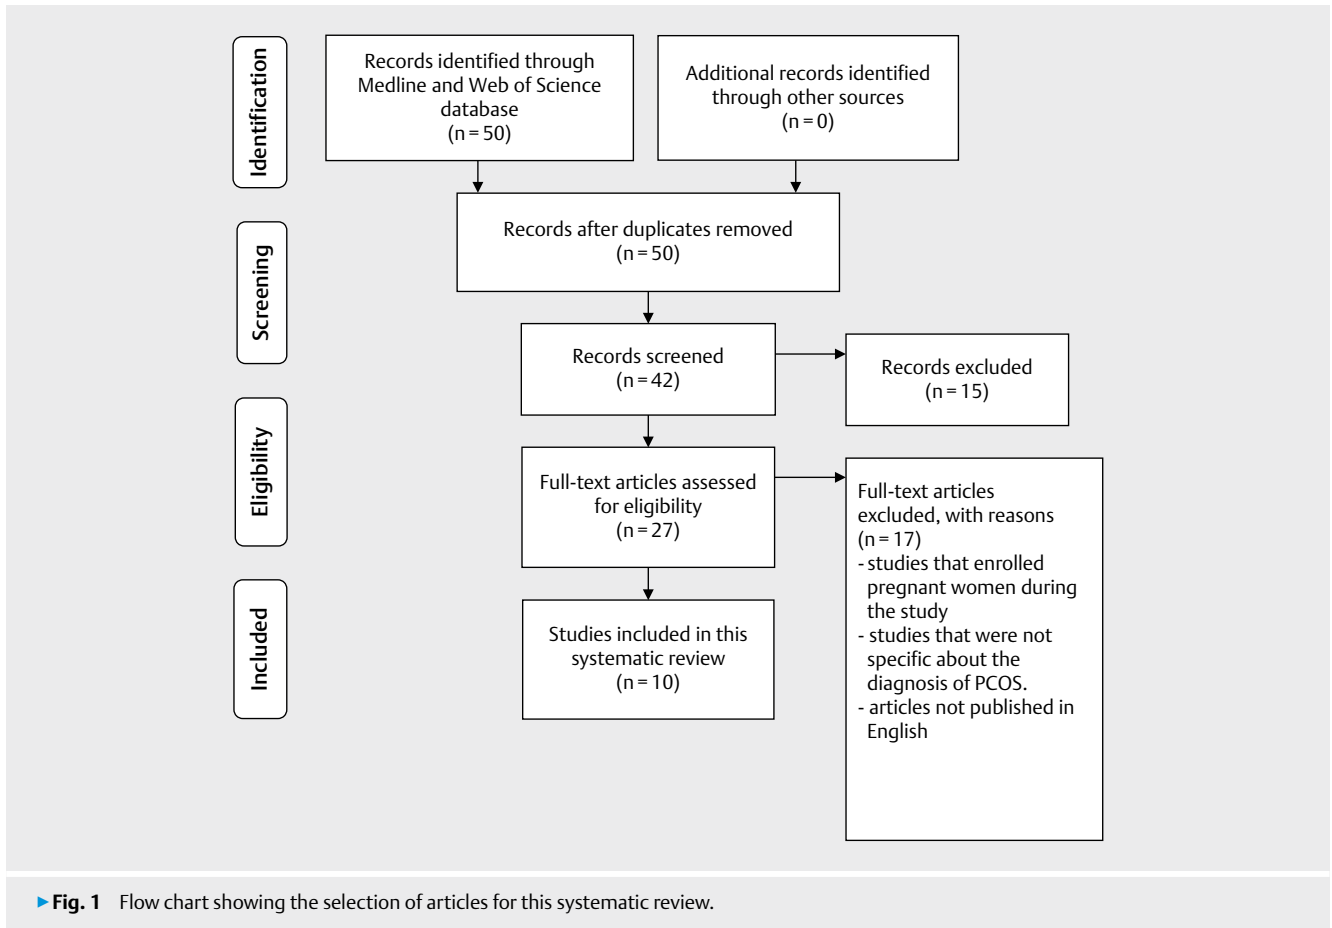 Identification
Records identified through
Medline and Web of Science
database
(n = 50)
Additional records identified
through other sources
(n = 0)
Screening
Records after duplicates removed
(n = 50)
Records screened
(n = 42)
Records excluded
(n = 15)
Eligibility
Full-text articles assessed
for eligibility
(n = 27)
Full-text articles
excluded, with reasons
(n = 17)
- studies that enrolled
pregnant women during
the study
- studies that were not
specific about the
diagnosis of PCOS.
- articles not published in
English
Included
Studies included in this
systematic review
(n = 10)
▸Fig. 1 Flow chart showing the selection of articles for this systematic review.